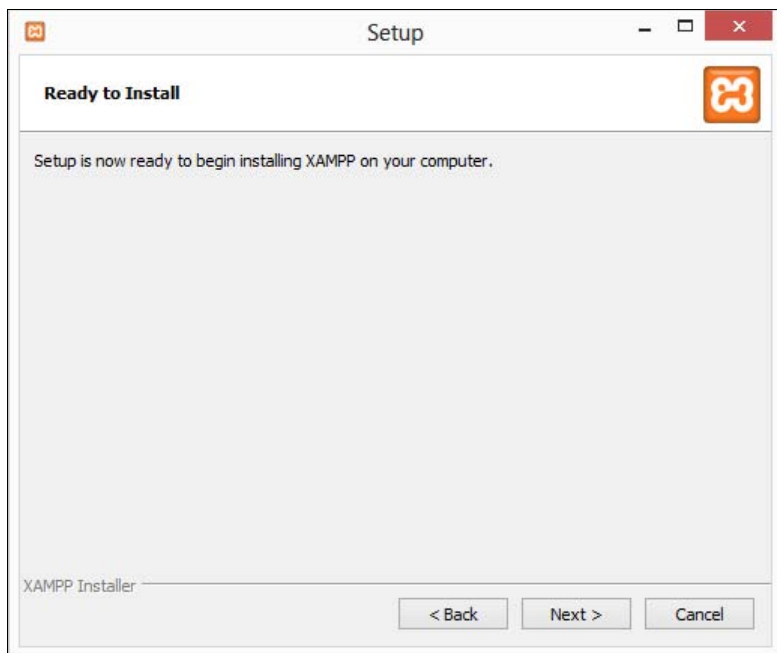 Setup
Ready to Install
Setup is now ready to begin installing XAMPP on your computer.
XAMPP Installer
< Back Next > Cancel